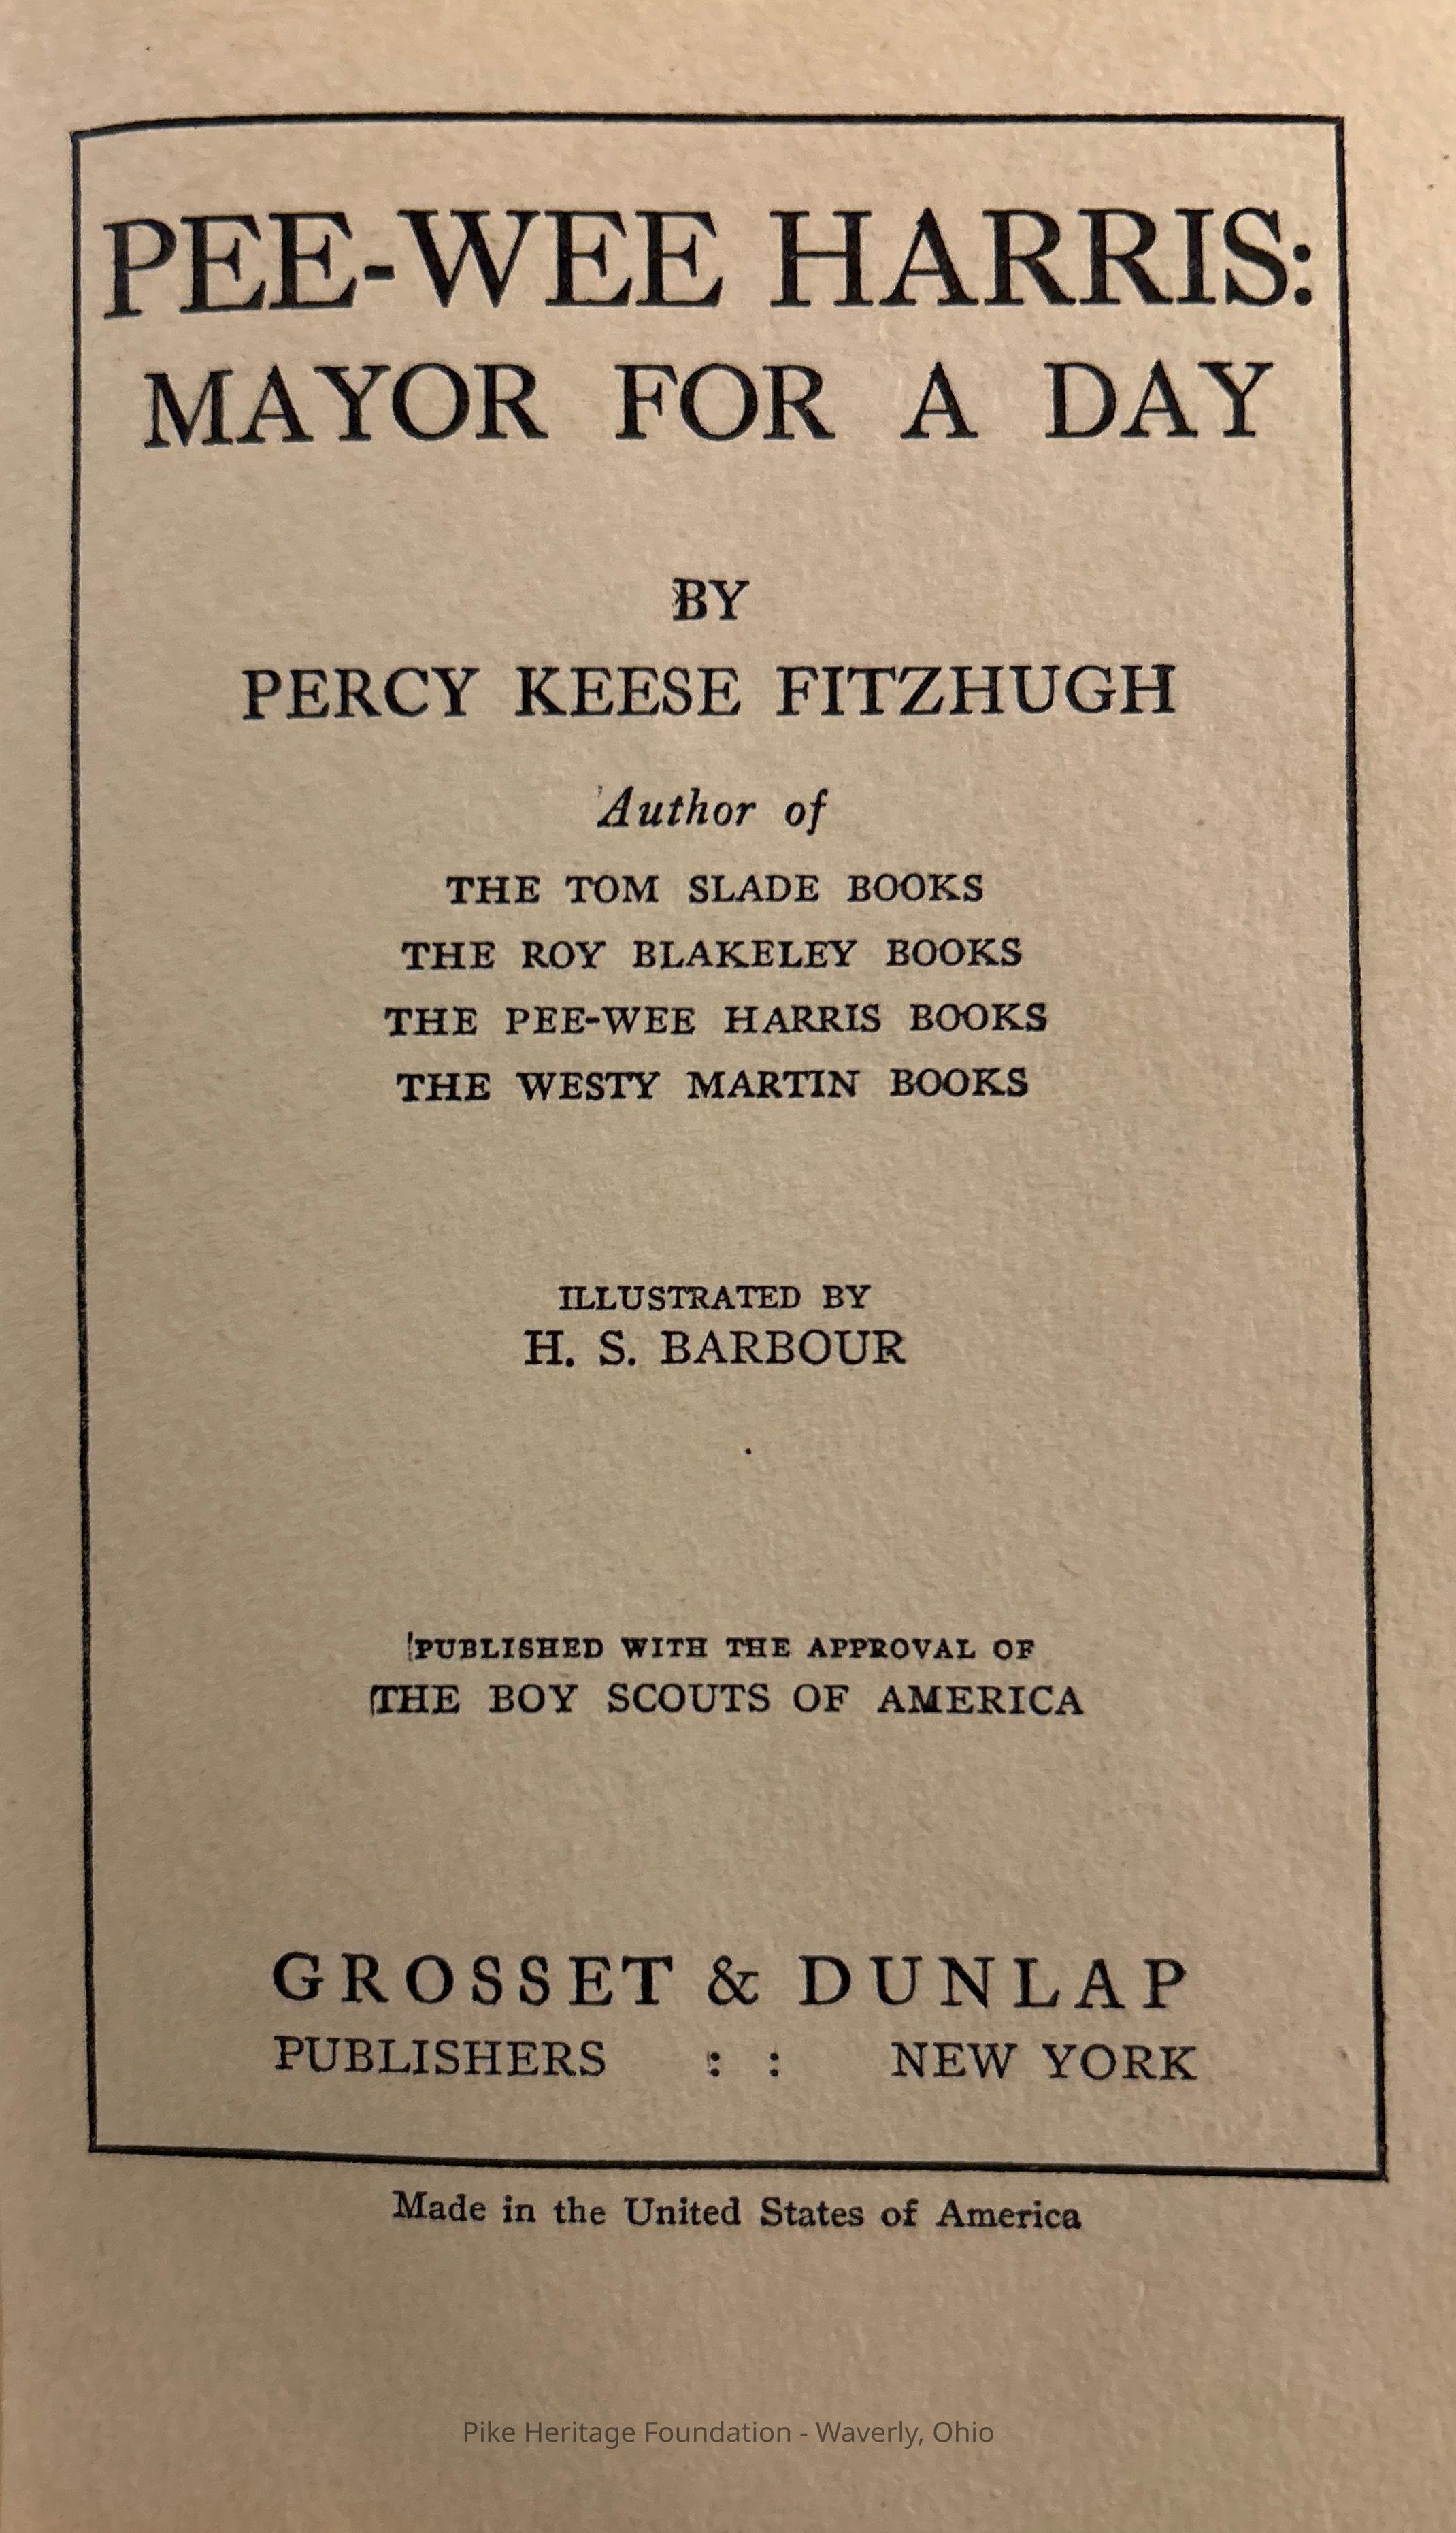 PEE-WEE HARRIS:
MAYOR FOR A DAY
BY
PERCY KEESE FITZHUGH
Author of
THE TOM SLADE BOOKS
THE ROY BLAKELEY BOOKS
THE PEE-WEE HARRIS BOOKS
THE WESTY MARTIN BOOKS
ILLUSTRATED BY
H. S. BARBOUR
PUBLISHED WITH THE APPROVAL OF
THE BOY SCOUTS OF AMERICA
GROSSET & DUNLAP
PUBLISHERS : : NEW YORK
Made in the United States of America
Pike Heritage Foundation - Waverly, Ohio